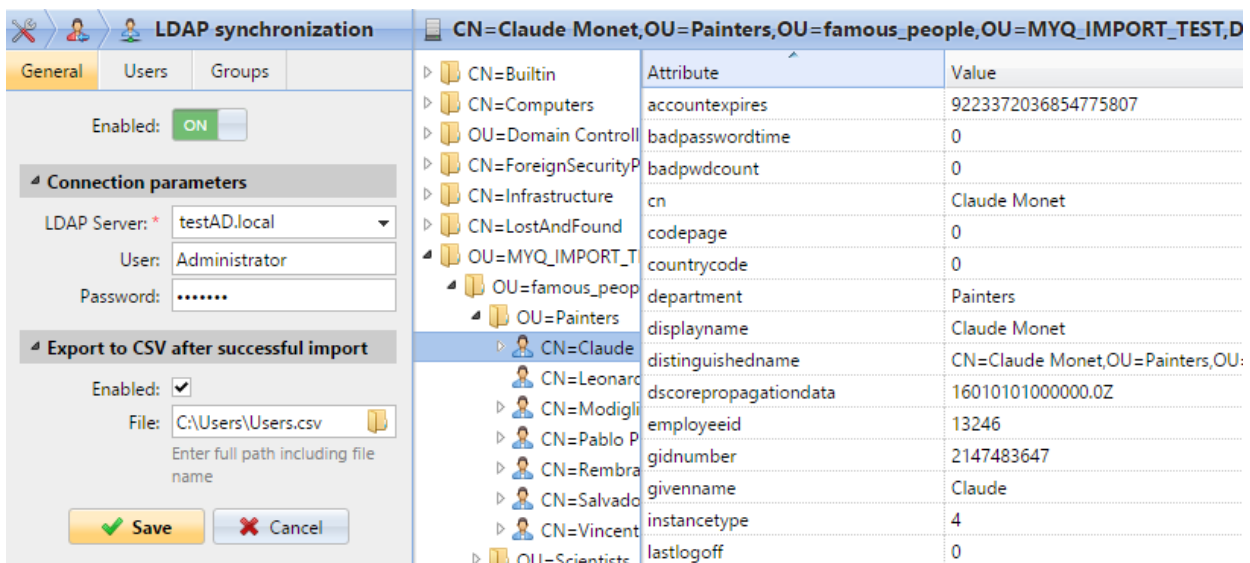 LDAP synchronization
General Users Groups
Enabled: ON
Connection parameters
LDAP Server: * testAD.local
User: Administrator
Password: •••••••
Export to CSV after successful import
Enabled:
File: C:\Users\Users.csv
Enter full path including file
name
Save Cancel
CN=Claude Monet,OU=Painters,OU=famous_people,OU=MYQ_IMPORT_TEST,D
CN=Builtin
CN=Computers
OU=Domain Controll
CN=ForeignSecurityP
CN=Infrastructure
CN=LostAndFound
OU=MYQ_IMPORT_T
OU=famous_peop
OU=Painters
CN=Claude
CN=Leonard
CN=Modigli
CN=Pablo P
CN=Rembra
CN=Salvado
CN=Vincent
OU=Scientists
Attribute Value
accountexpires 9223372036854775807
badpasswordtime 0
badpwdcount 0
cn Claude Monet
codepage 0
countrycode 0
department Painters
displayname Claude Monet
distinguishedname CN=Claude Monet,OU=Painters,OU=
dscorepropagationdata 16010101000000.0Z
employeeid 13246
gidnumber 2147483647
givenname Claude
instancetype 4
lastlogoff 0